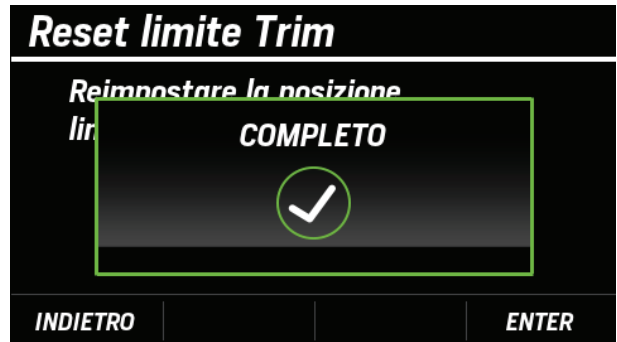 Reset limite Trim
Reimpostare la posizione
COMPLETO
INDIETRO
ENTER